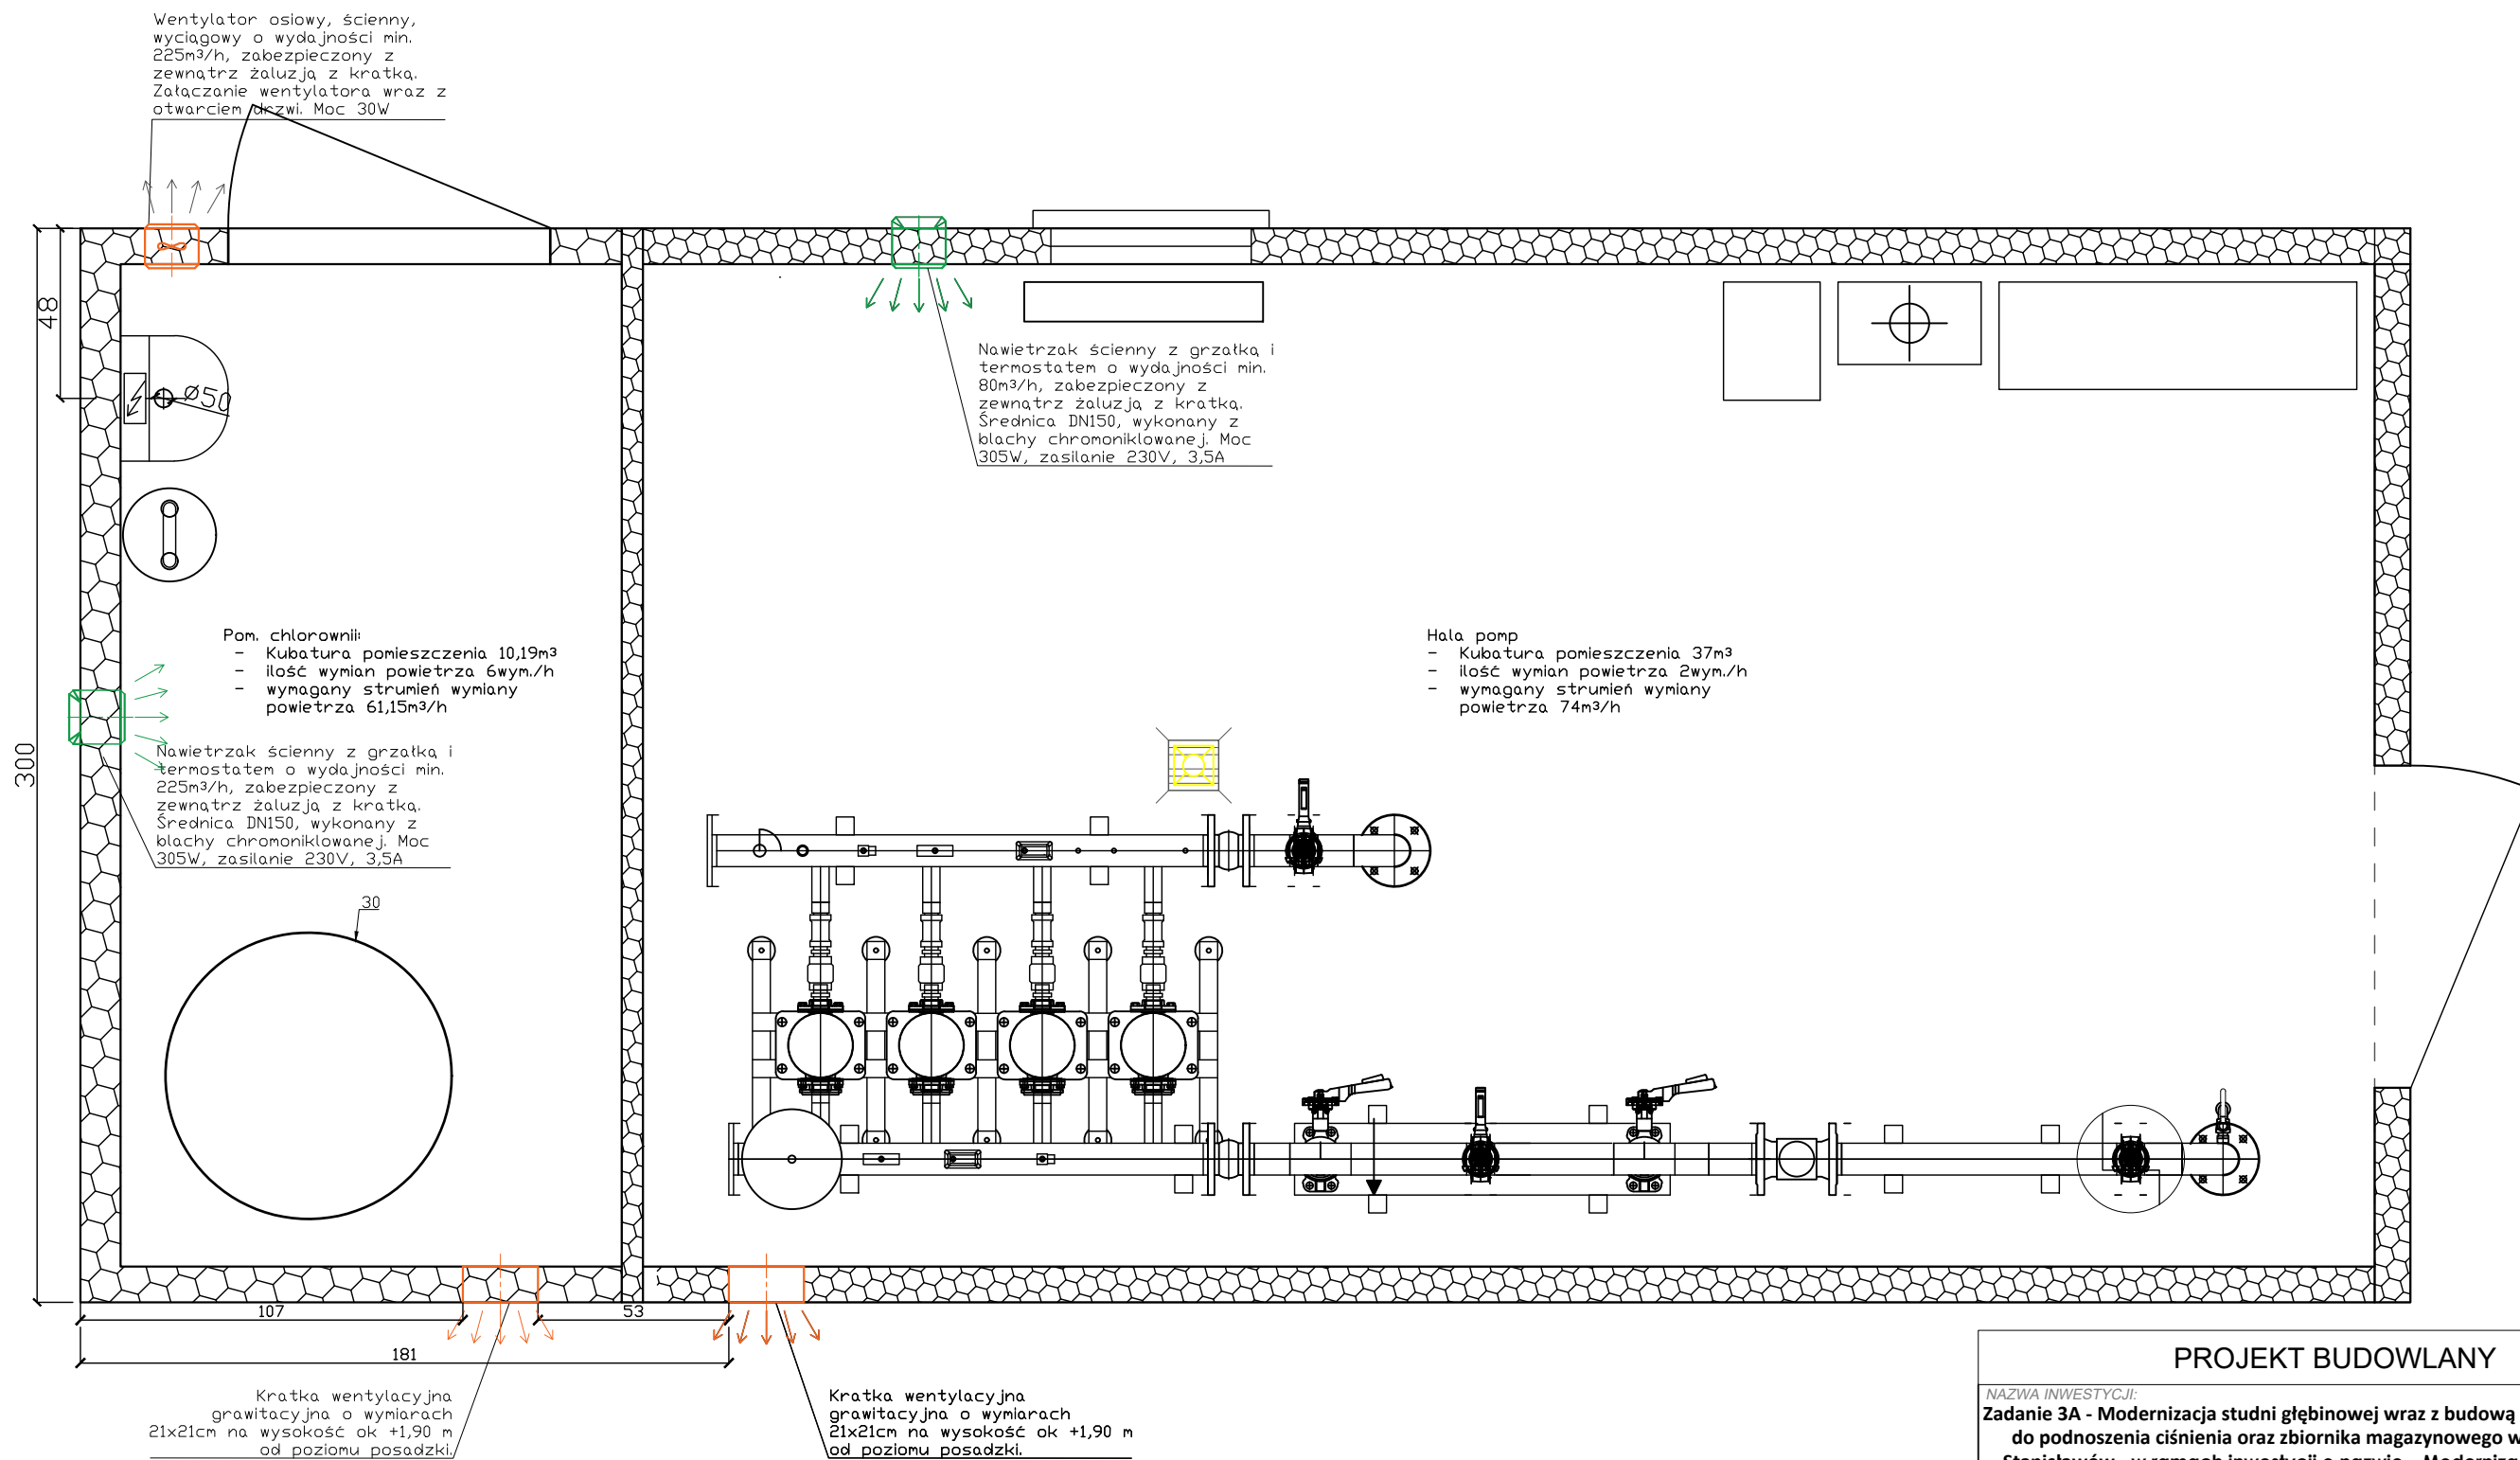 Wentylator osiowy, ścienny,
wyciągowy o wydajności min.
225m³/h, zabezpieczony z
zewnątrz żaluzją z kratką.
Załączanie wentylatora wraz z
otwarciem drzwi. Moc 30W
48
ø50
Nawietrzak ścienny z grzałką i
termostatem o wydajności min.
80m³/h, zabezpieczony z
zewnątrz żaluzją z kratką.
Średnica DN150, wykonany z
blachy chromoniklowanej. Moc
305W, zasilanie 230V, 3,5A
Pom. chlorownii:
- Kubatura pomieszczenia 10,19m³
- ilość wymian powietrza 6wym./h
- wymagany strumień wymiany
powietrza 61,15m³/h
Hala pomp
- Kubatura pomieszczenia 37m³
- ilość wymian powietrza 2wym./h
- wymagany strumień wymiany
powietrza 74m³/h
300
Nawietrzak ścienny z grzałką i
termostatem o wydajności min.
225m³/h, zabezpieczony z
zewnątrz żaluzją z kratką.
Średnica DN150, wykonany z
blachy chromoniklowanej. Moc
305W, zasilanie 230V, 3,5A
30
107
53
181
Kratka wentylacyjna
grawitacyjna o wymiarach
21x21cm na wysokość ok +1,90 m
od poziomu posadzki.
Kratka wentylacyjna
grawitacyjna o wymiarach
21x21cm na wysokość ok +1,90 m
od poziomu posadzki.
PROJEKT BUDOWLANY
NAZWA INWESTYCJI:
Zadanie 3A - Modernizacja studni głębinowej wraz z budową
do podnoszenia ciśnienia oraz zbiornika magazynowego w